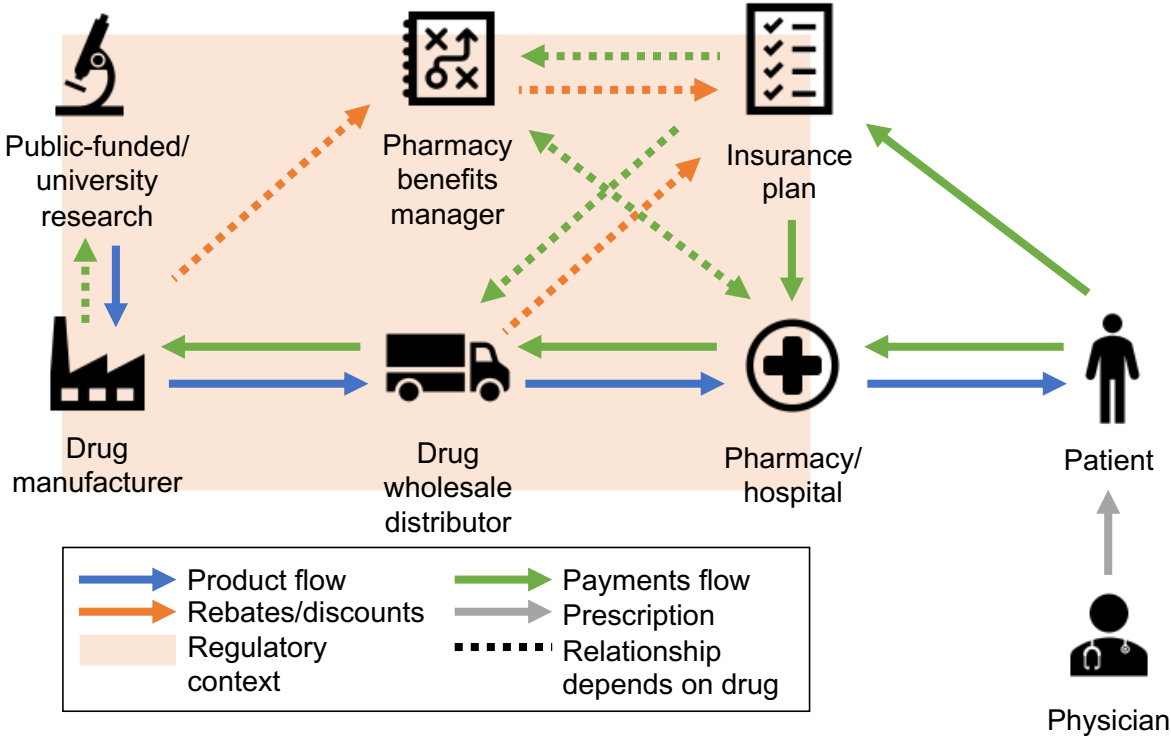 Public-funded/
university
research
Pharmacy
benefits
manager
Insurance
plan
Drug
manufacturer
Drug
wholesale
distributor
Pharmacy/
hospital
Patient
Product flow
Payments flow
Rebates/discounts
Prescription
Regulatory
context
Relationship
depends on drug
Physician